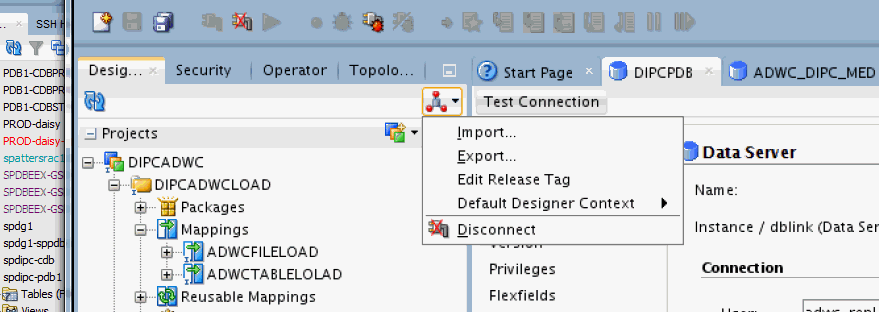 SSH H
PDB1-CDBPR
PDB1-CDBPR
PDB1-CDBST
PROD-daisy
PROD-daisy-
spattersrac1
SPDBEEX-GS
SPDBEEX-GS
SPDBEEX-GS
spdg1
spdg1-sppdb
spdipc-cdb
spdipc-pdb1
Tables (F
Views
Desig...
Security
Operator
Topolo...
Projects
DIPCADWC
DIPCADWCLOAD
Packages
Mappings
ADWCFILELOAD
ADWCTABLELOLAD
Reusable Mappings
Import...
Export...
Edit Release Tag
Default Designer Context
Disconnect
Start Page
DIPCPDB
ADWC_DIPC_MED
Test Connection
Version
Privileges
Flexfields
Data Server
Name:
Instance / dblink (Data Ser
Connection
User:
adwc_repl